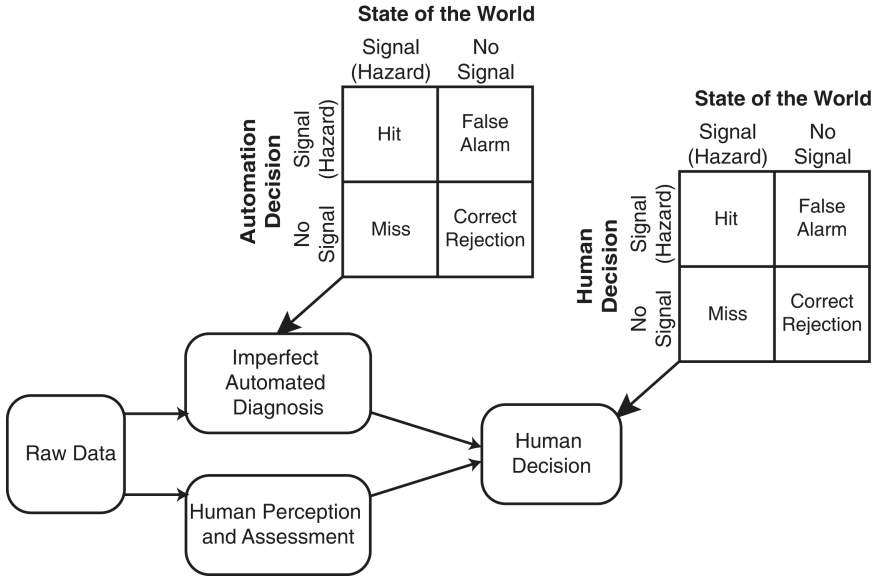 State of the World
Signal
(Hazard)
No
Signal
Automation
Decision
Signal
(Hazard)
No
Signal
Hit
False
Alarm
Miss
Correct
Rejection
State of the World
Signal
(Hazard)
No
Signal
Human
Decision
Signal
(Hazard)
No
Signal
Hit
False
Alarm
Miss
Correct
Rejection
Imperfect
Automated
Diagnosis
Raw Data
Human Perception
and Assessment
Human
Decision